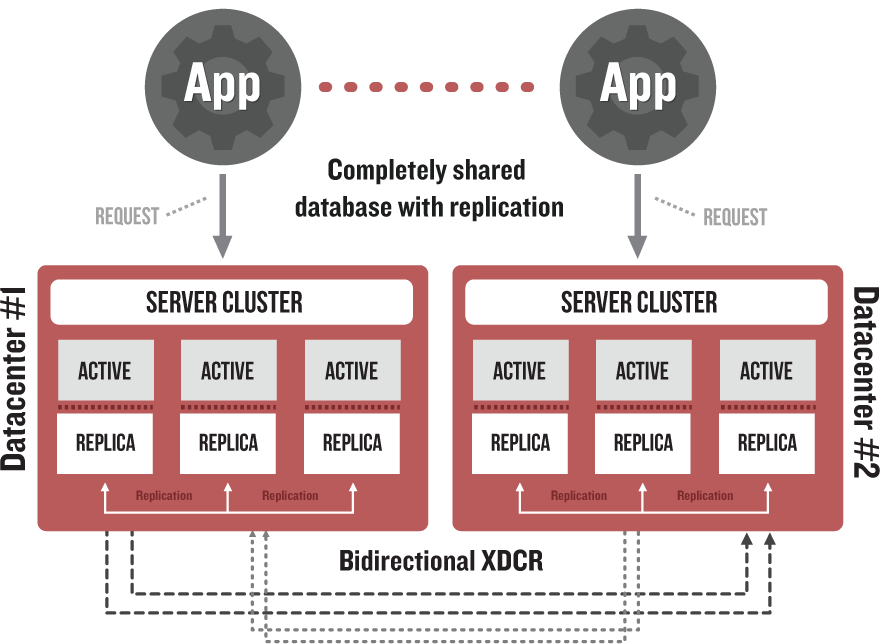 App
App
Completely shared
database with replication
REQUEST
REQUEST
Datacenter #1
SERVER CLUSTER
ACTIVE
ACTIVE
ACTIVE
REPLICA
REPLICA
REPLICA
Replication
Replication
SERVER CLUSTER
ACTIVE
ACTIVE
ACTIVE
REPLICA
REPLICA
REPLICA
Replication
Replication
Datacenter #2
Bidirectional XDCR